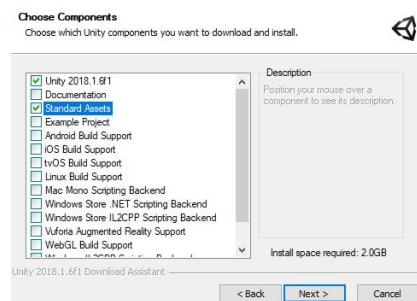 Choose Components
Choose which Unity components you want to download and install.
Unity 2018.1.6f1
Documentation
Standard Assets
Example Project
Android Build Support
iOS Build Support
tvOS Build Support
Linux Build Support
Mac Mono Scripting Backend
Windows Store .NET Scripting Backend
Windows Store IL2CPP Scripting Backend
Vuforia Augmented Reality Support
WebGL Build Support
Description
Position your mouse over a
component to see its description.
Install space required: 2.0GB
Unity 2018.1.6f1 Download Assistant
< Back
Next >
Cancel